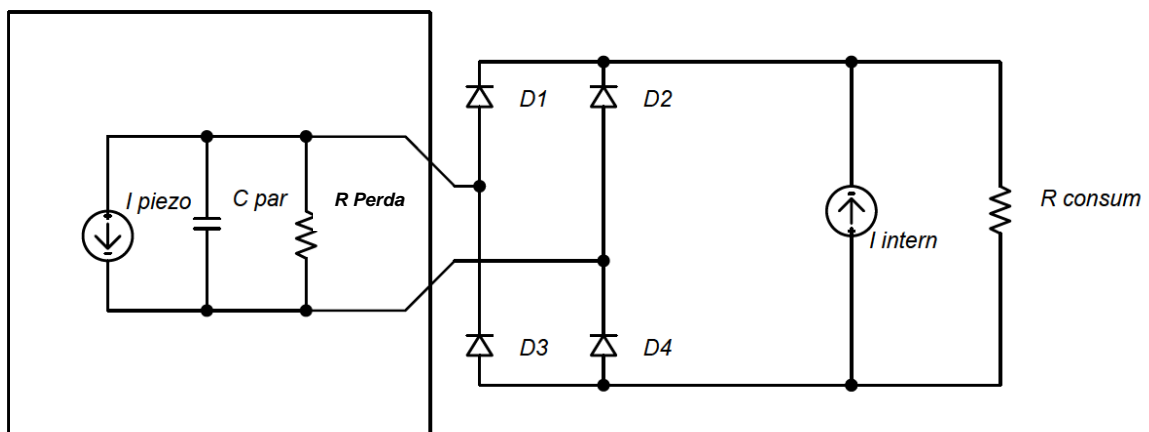 D1
D2
I piezo
C par
R Perda
I intern
R consum
D3
D4